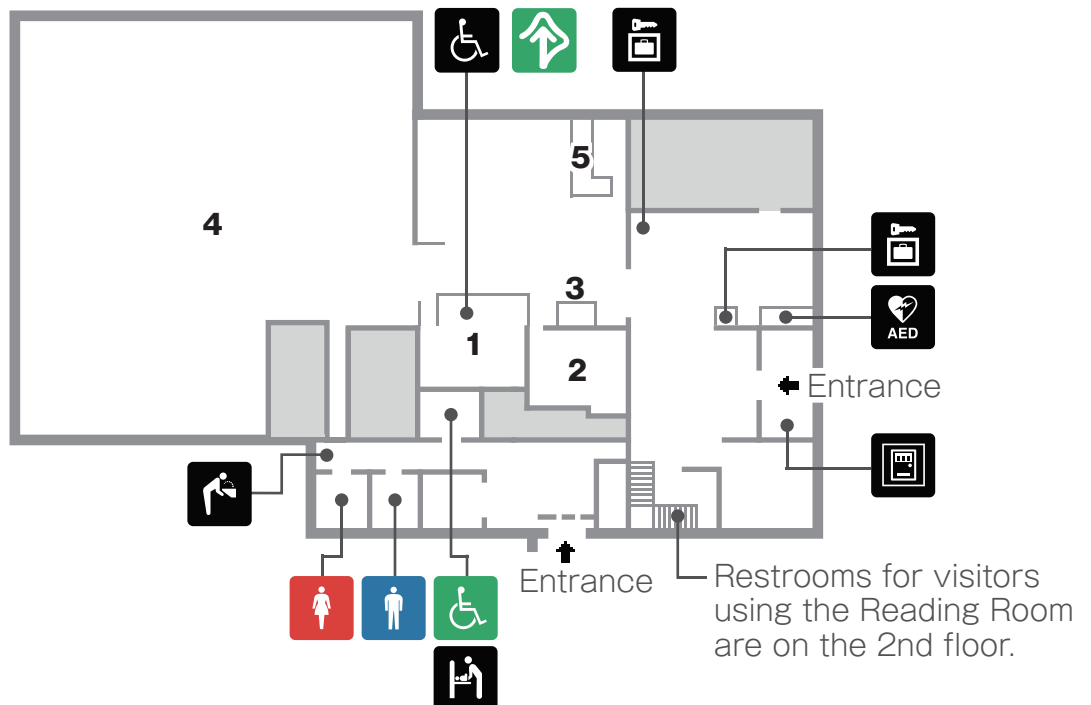 5
4
3
1
2
AED
Entrance
Entrance
Restrooms for visitors
using the Reading Room
are on the 2nd floor.